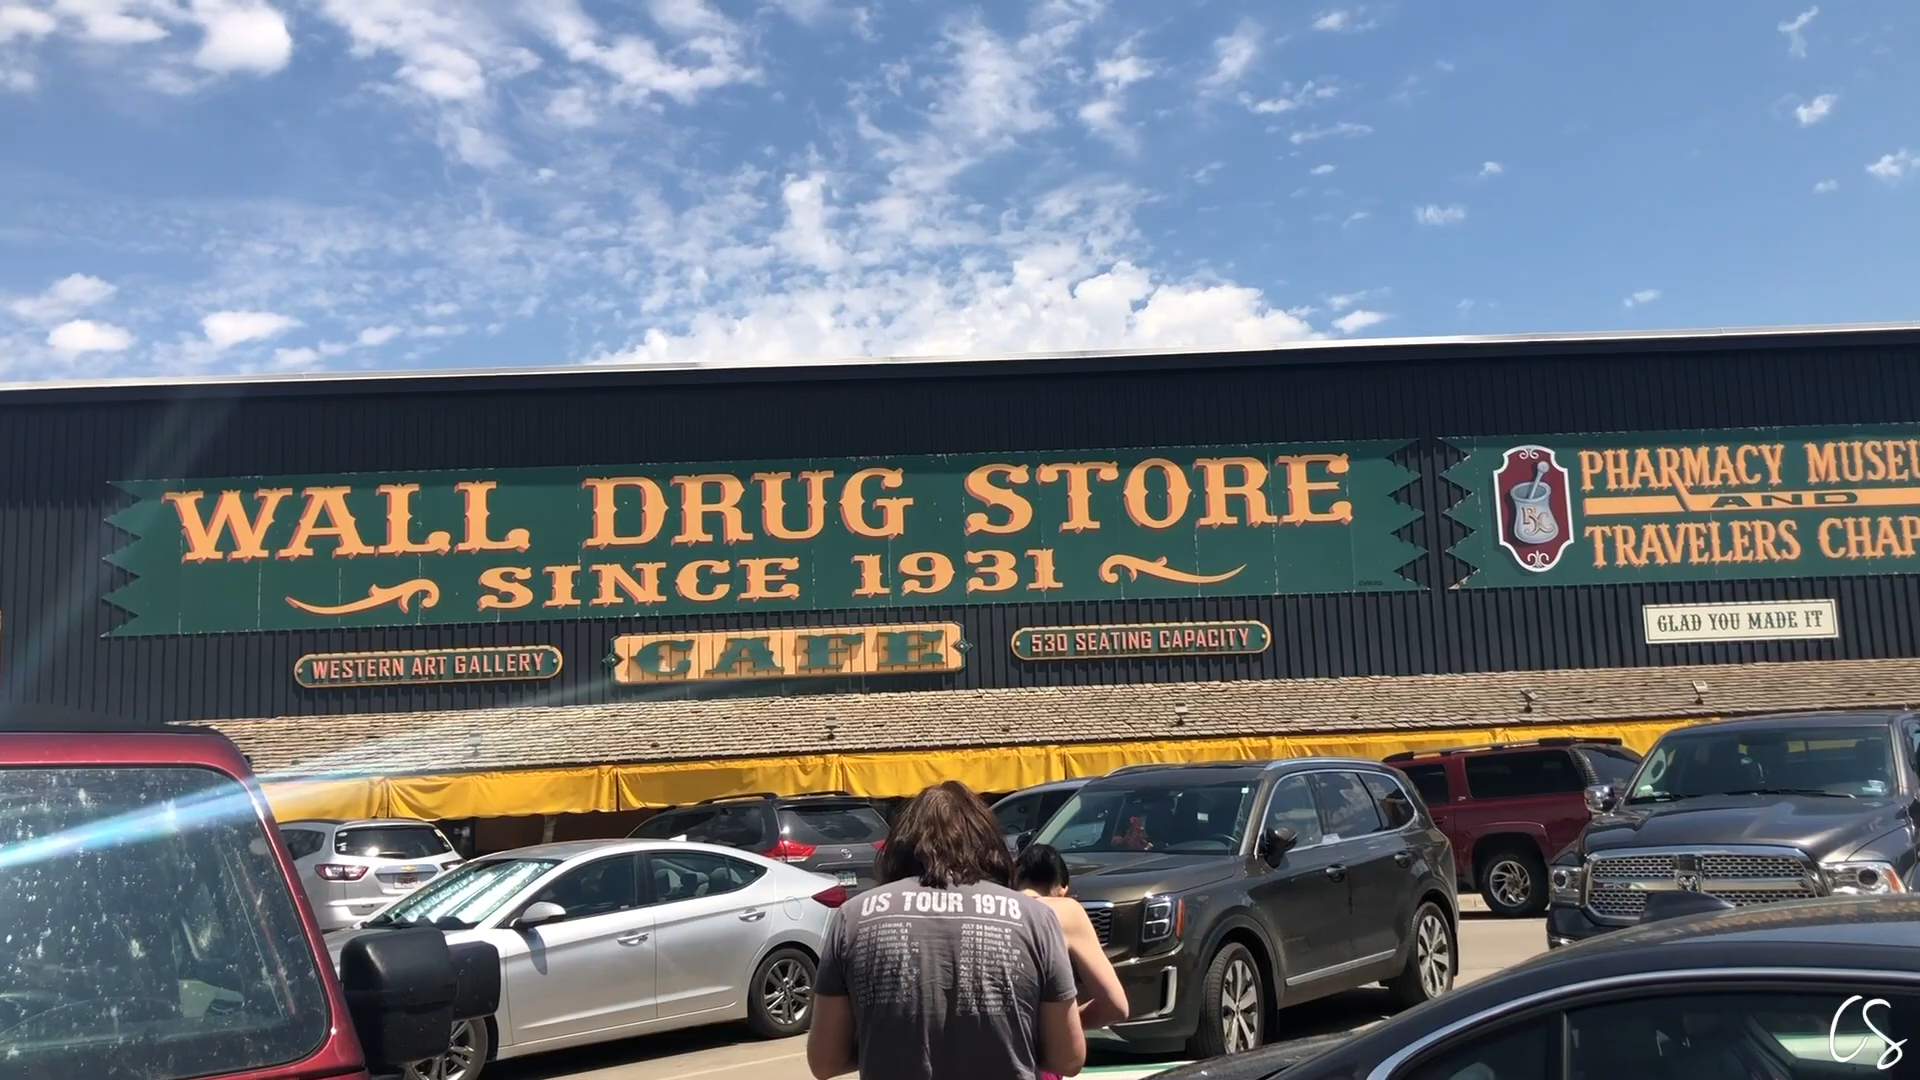 WALL DRUG STORE
SINCE 1931
WESTERN ART GALLERY
CAFE
530 SEATING CAPACITY
PHARMACY MUSEU
AND
TRAVELERS CHAP
GLAD YOU MADE IT
US TOUR 1978
CS